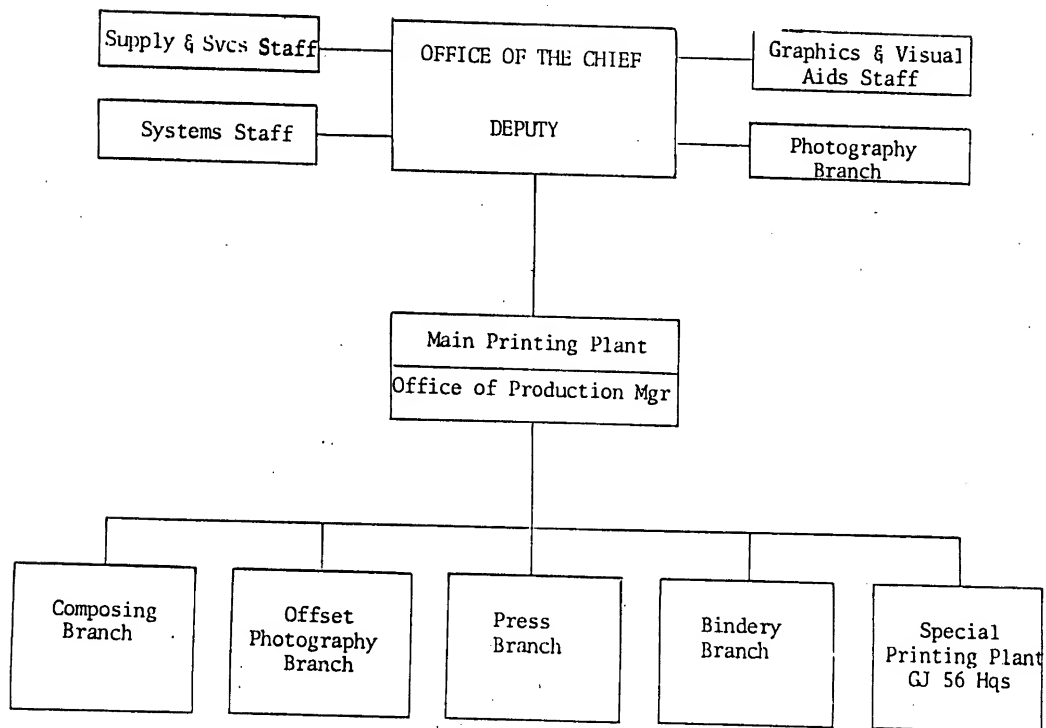 Supply & Svcs Staff
OFFICE OF THE CHIEF
DEPUTY
Graphics & Visual
Aids Staff
Systems Staff
Photography
Branch
Main Printing Plant
Office of Production Mgr
Composing
Branch
Offset
Photography
Branch
Press
Branch
Bindery
Branch
Special
Printing Plant
GJ 56 Hqs